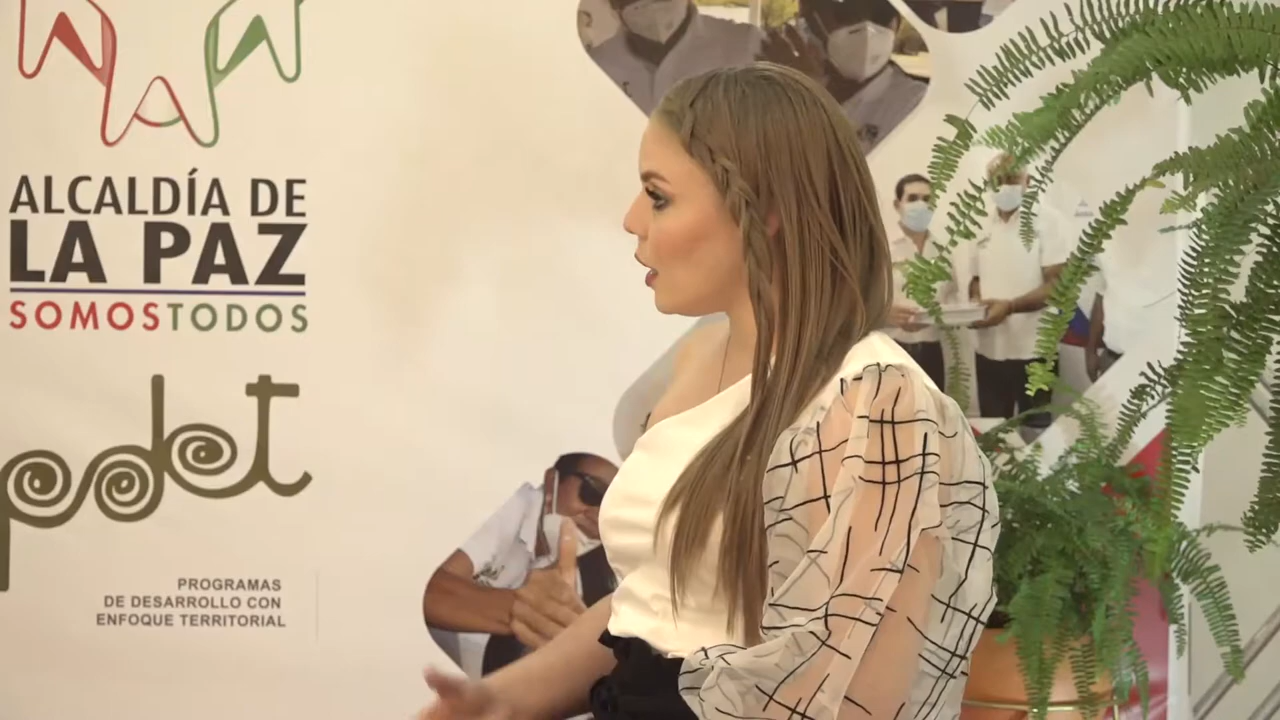 ALCALDÍA DE
LA PAZ
SOMOSTODOS
pdet
PROGRAMAS
DE DESARROLLO CON
ENFOQUE TERRITORIAL